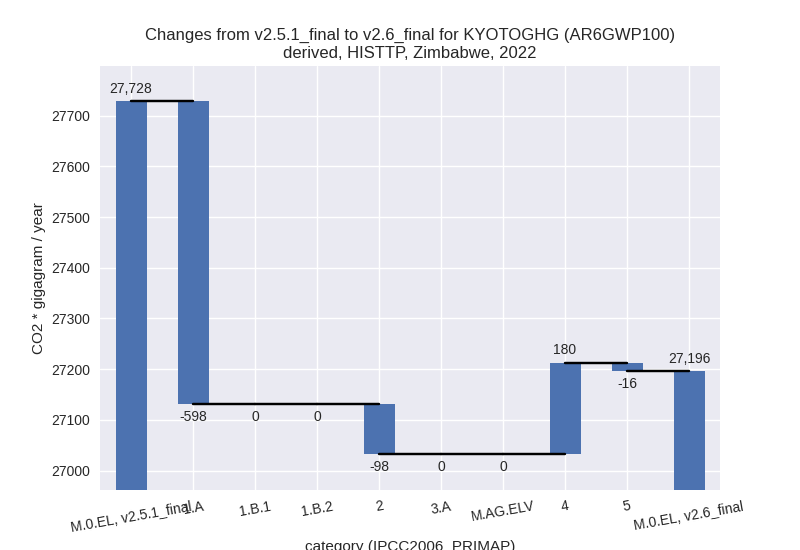 Changes from v2.5.1_final to v2.6_final for KYOTOGHG (AR6GWP100)
derived, HISTTP, Zimbabwe, 2022
CO2 * gigagram / year
27700
27600
27500
27400
27300
27200
27100
27000
27,728
-598
0
0
-98
0
0
180
-16
27,196
M.0.EL, v2.5.1_final
1.A
1.B.1
1.B.2
2
3.A
M.AG.ELV
4
5
M.0.EL, v2.6_final
category (IPCC2006_PRIMAP)